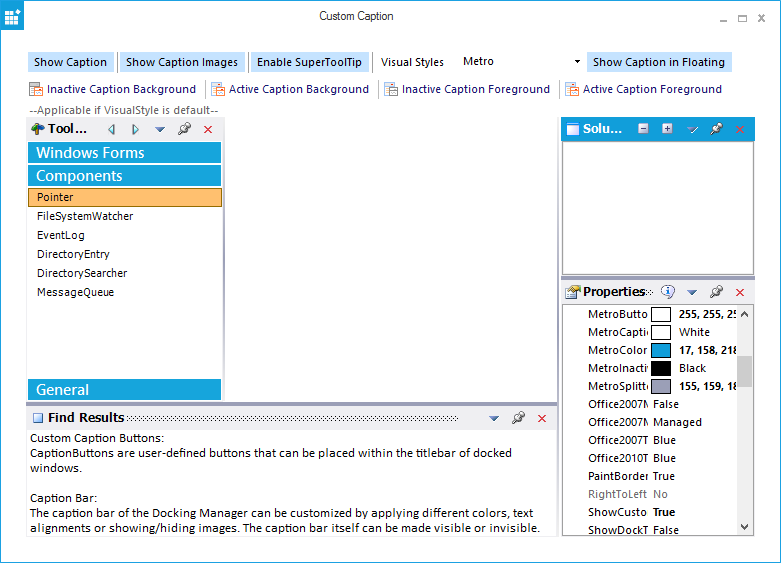 Custom Caption
Show Caption Show Caption Images Enable SuperToolTip Visual Styles Metro Show Caption in Floating
Inactive Caption Background Active Caption Background Inactive Caption Foreground Active Caption Foreground
--Applicable if VisualStyle is default--
Tool...
Windows Forms
Components
Pointer
FileSystemWatcher
EventLog
DirectoryEntry
DirectorySearcher
MessageQueue
General
Solu...
Properties
MetroButto 255, 255, 25
MetroCapti White
MetroColor 17, 158, 218
MetroInacti Black
MetroSplitt 155, 159, 18
Office2007M False
Office2007M Managed
Office2007T Blue
Office2010T Blue
PaintBorder True
RightToLeft No
ShowCusto True
ShowDockT False
Find Results
Custom Caption Buttons:
CaptionButtons are user-defined buttons that can be placed within the titlebar of docked
windows.
Caption Bar:
The caption bar of the Docking Manager can be customized by applying different colors, text
alignments or showing/hiding images. The caption bar itself can be made visible or invisible.